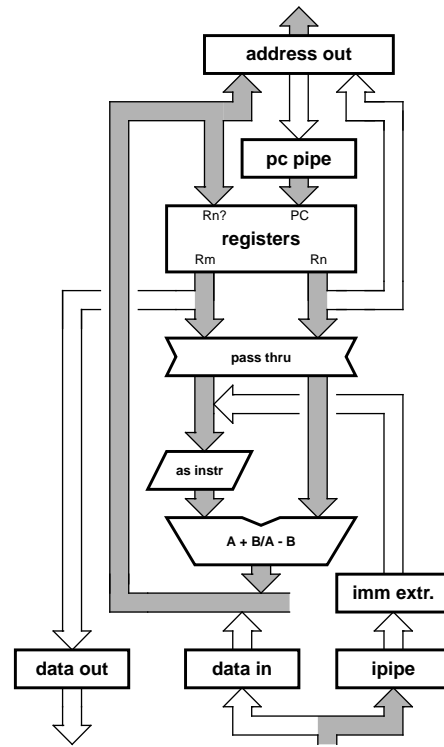 address out
pc pipe
Rn? PC
registers
Rm Rn
pass thru
as instr
A + B/A - B
imm extr.
data out data in ipipe